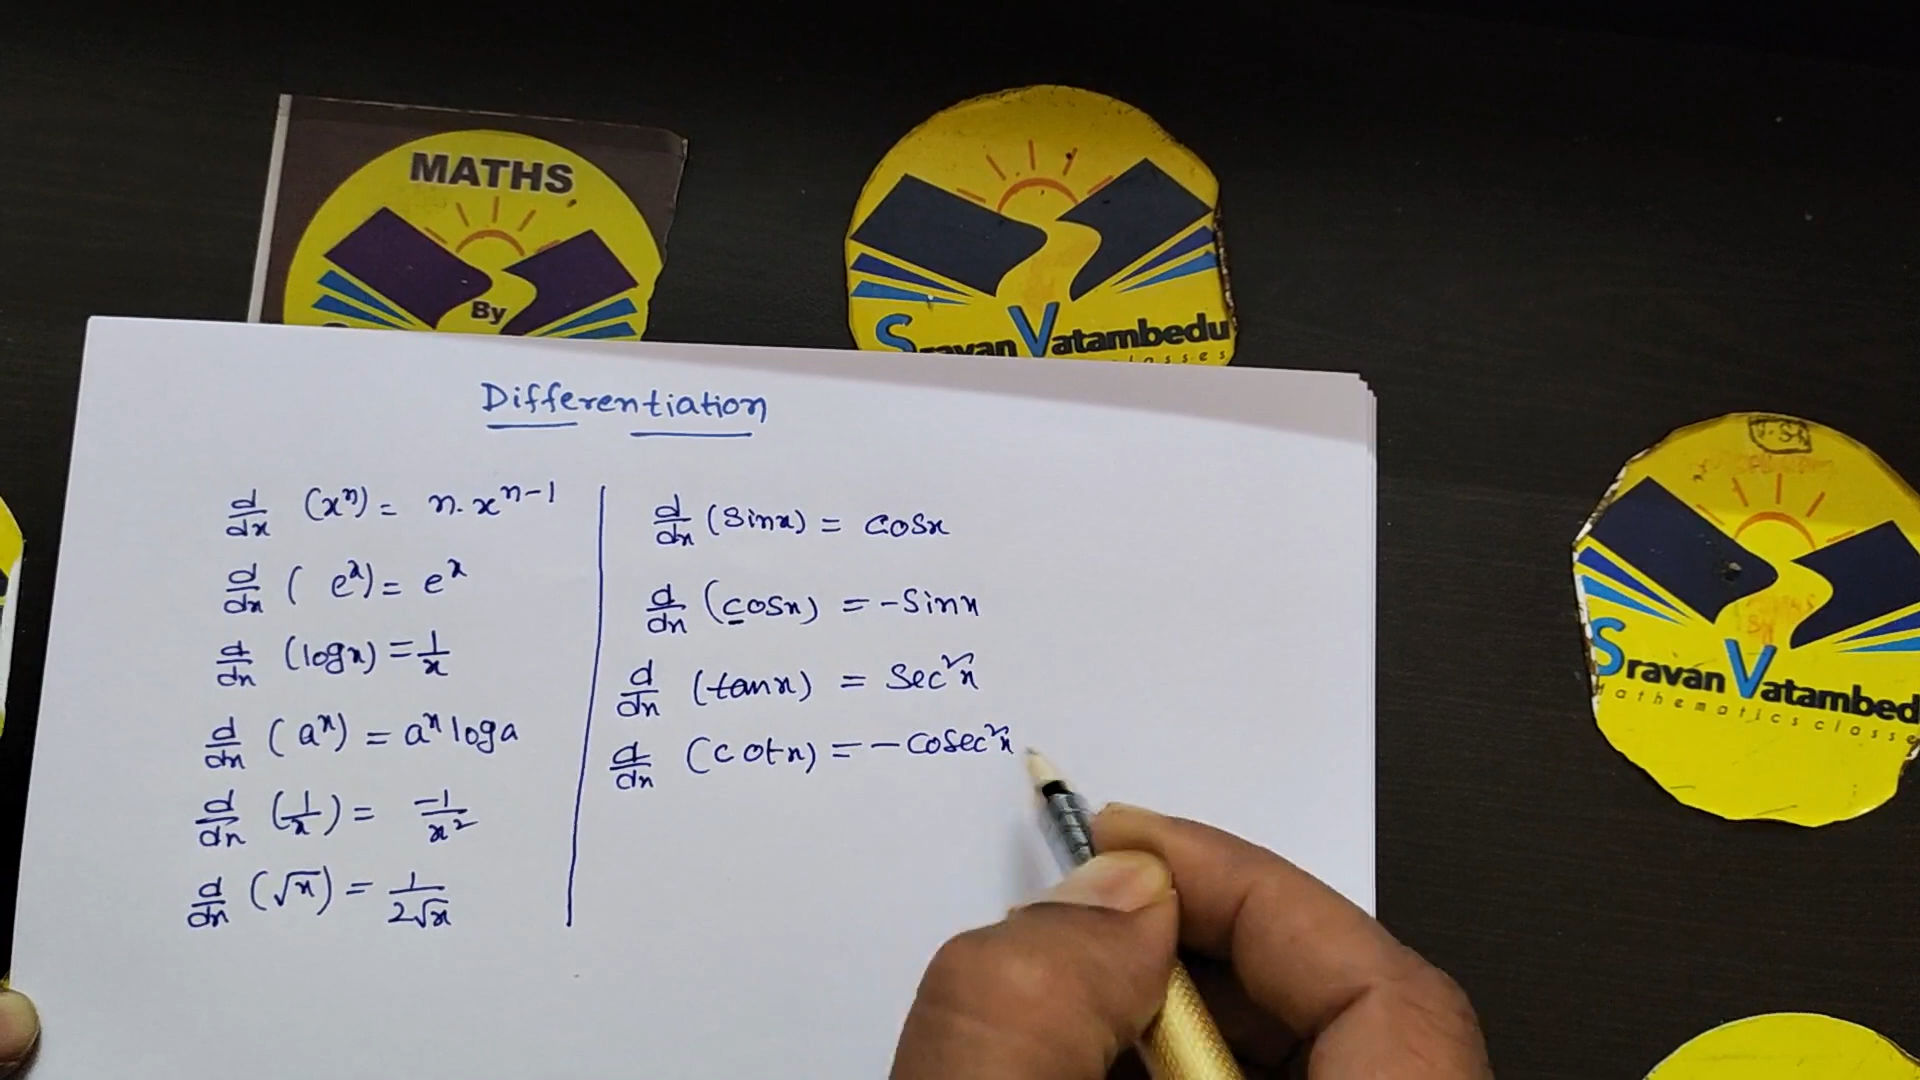 MATHS
By
Sravan Vatambedu
classes
J.S.R
Sravan Vatambed
Mathematics classe
Differentiation
d/dx (xⁿ) = n.xⁿ⁻¹
d/dx (eˣ) = eˣ
d/dx (logx) = 1/x
d/dx (aˣ) = aˣ loga
d/dx (1/x) = -1/x²
d/dx (√x) = 1/2√x
d/dx (Sinx) = cosx
d/dx (cosx) = -Sinx
d/dx (tanx) = Sec²x
d/dx (cotx) = -cosec²x